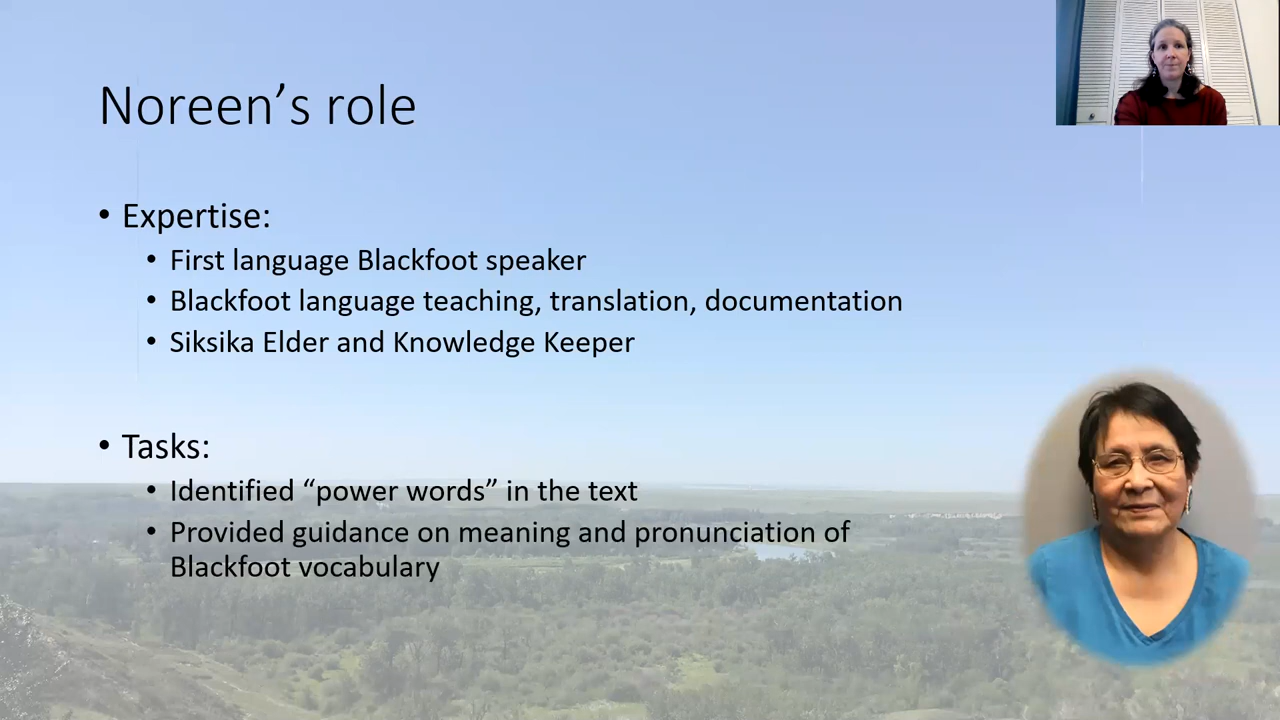 Noreen’s role
• Expertise:
• First language Blackfoot speaker
• Blackfoot language teaching, translation, documentation
• Siksika Elder and Knowledge Keeper
• Tasks:
• Identified “power words” in the text
• Provided guidance on meaning and pronunciation of
Blackfoot vocabulary